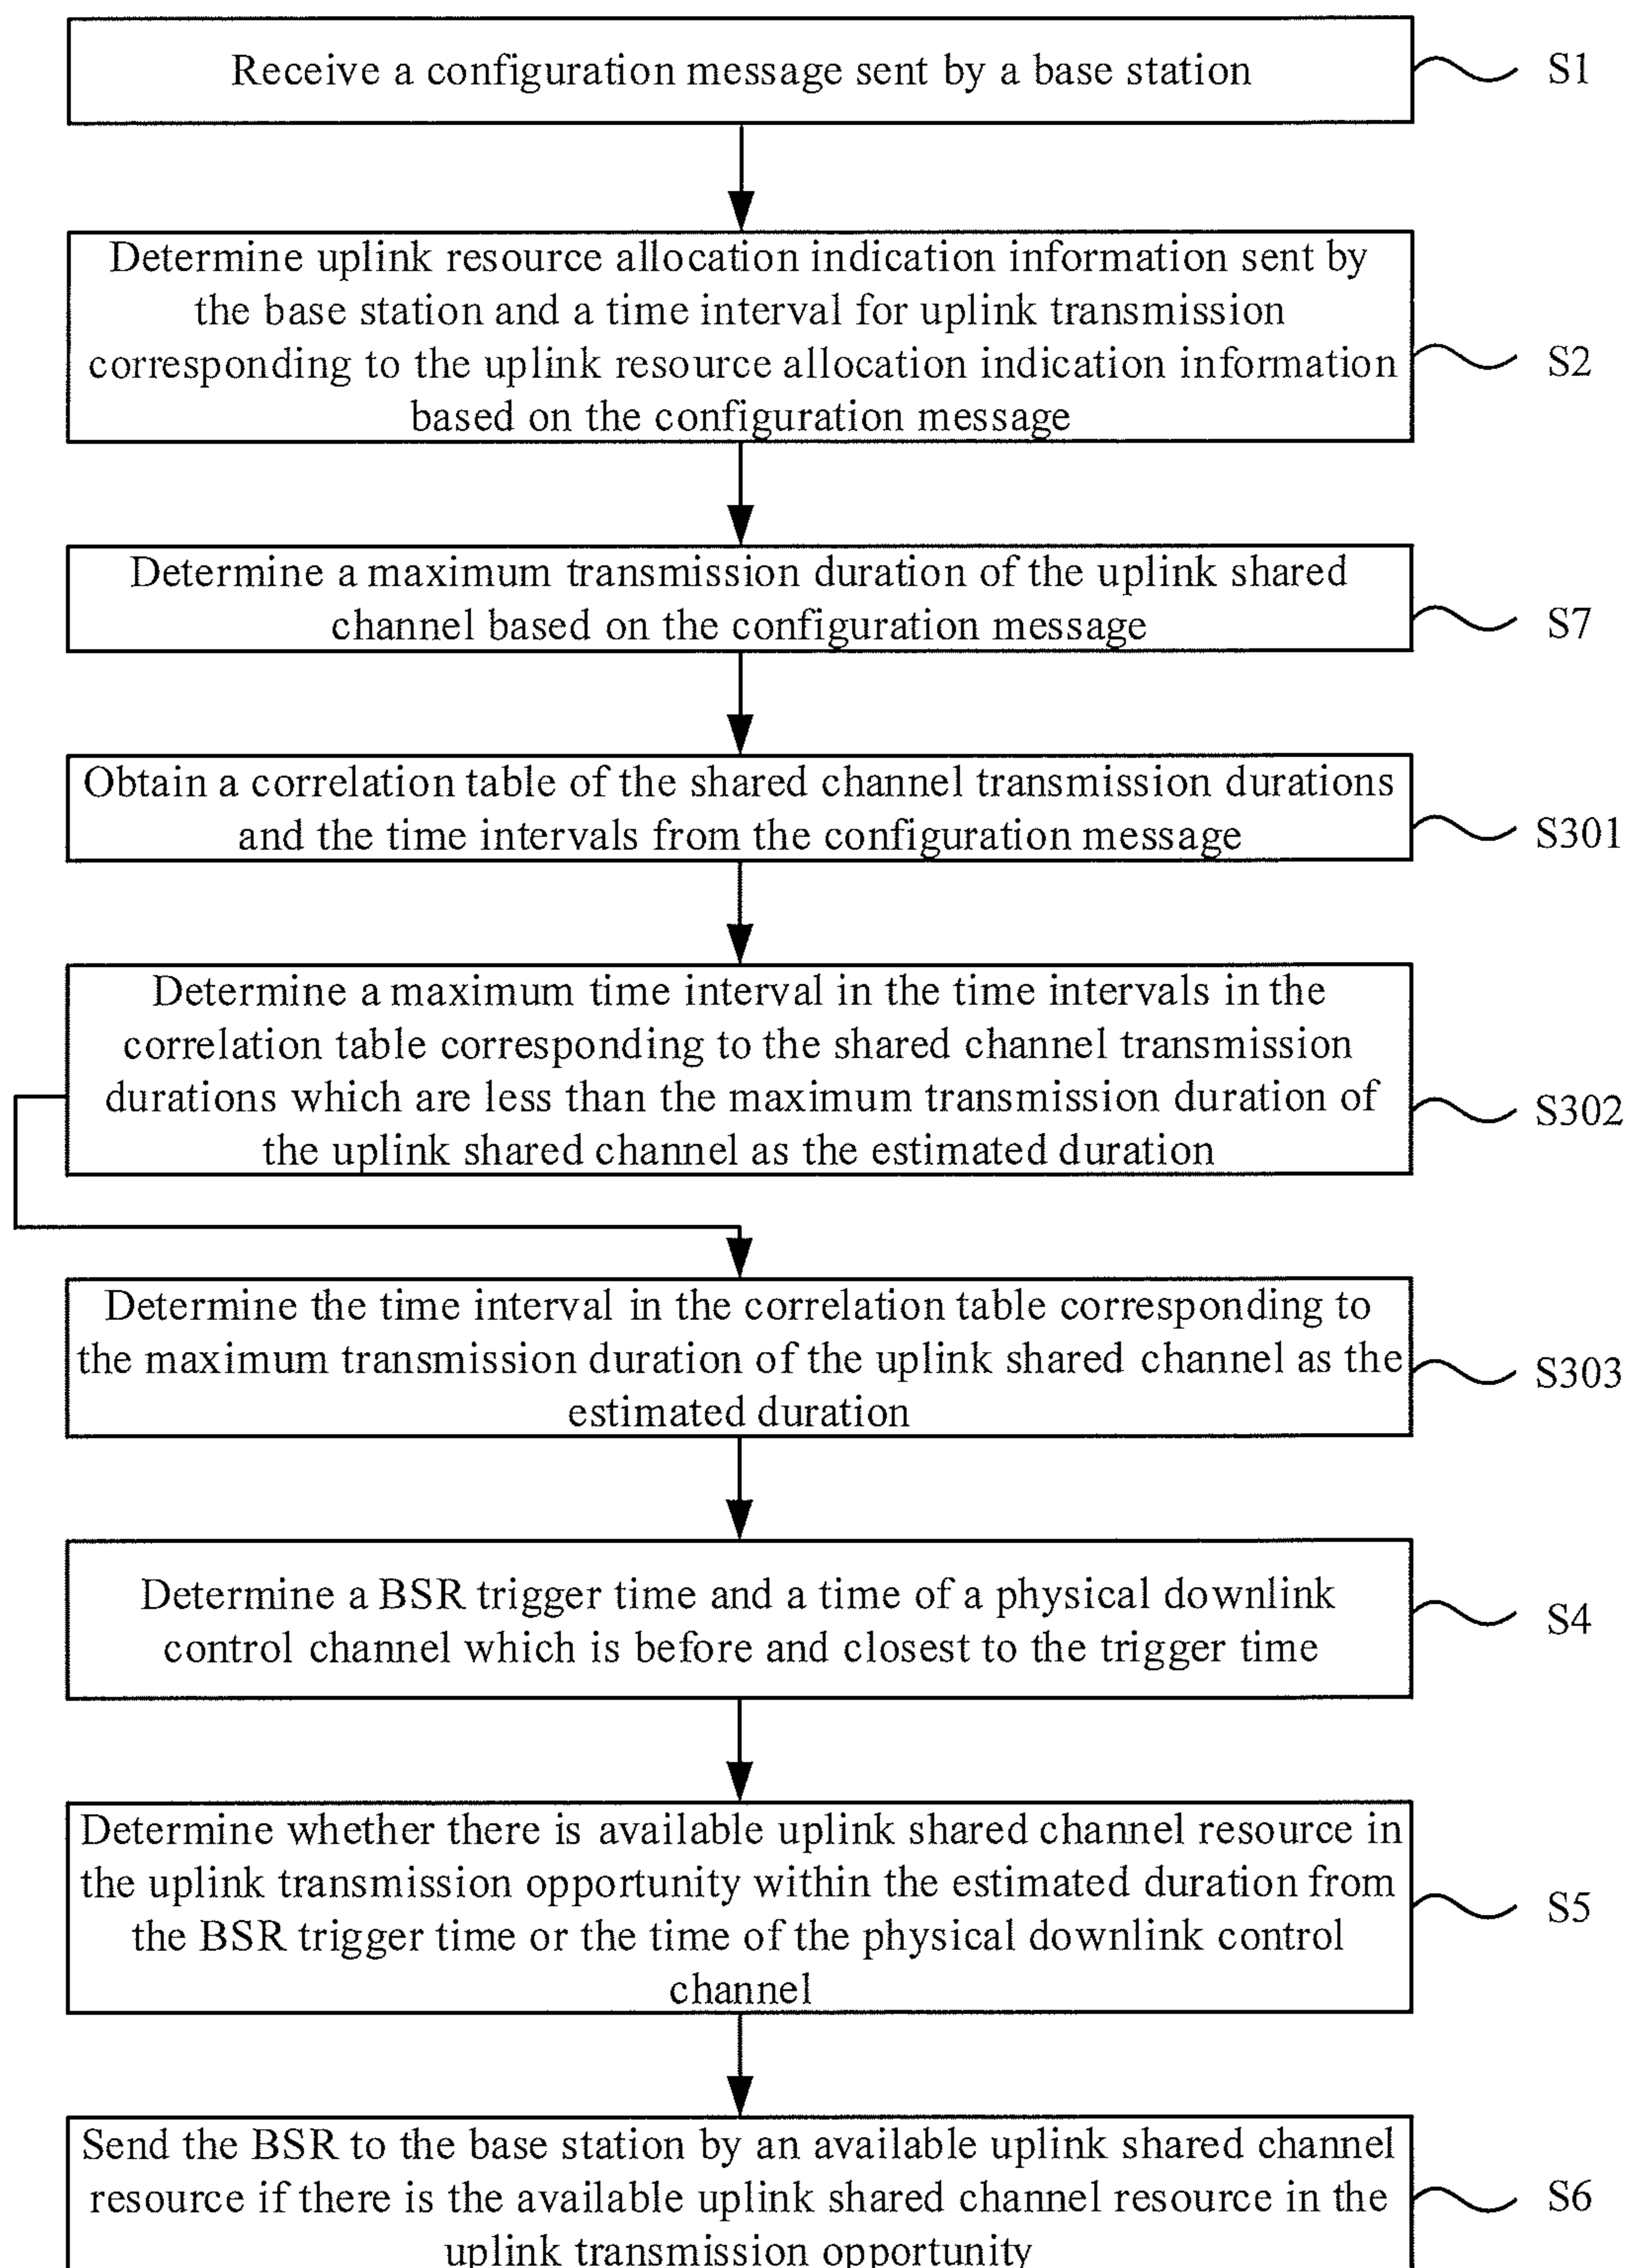 Receive a configuration message sent by a base station
S1
Determine uplink resource allocation indication information sent by
the base station and a time interval for uplink transmission
corresponding to the uplink resource allocation indication information
based on the configuration message
S2
Determine a maximum transmission duration of the uplink shared
channel based on the configuration message
S7
Obtain a correlation table of the shared channel transmission durations
and the time intervals from the configuration message
S301
Determine a maximum time interval in the time intervals in the
correlation table corresponding to the shared channel transmission
durations which are less than the maximum transmission duration of
the uplink shared channel as the estimated duration
S302
Determine the time interval in the correlation table corresponding to
the maximum transmission duration of the uplink shared channel as the
estimated duration
S303
Determine a BSR trigger time and a time of a physical downlink
control channel which is before and closest to the trigger time
S4
Determine whether there is available uplink shared channel resource in
the uplink transmission opportunity within the estimated duration from
the BSR trigger time or the time of the physical downlink control
channel
S5
Send the BSR to the base station by an available uplink shared channel
resource if there is the available uplink shared channel resource in the
uplink transmission opportunity
S6